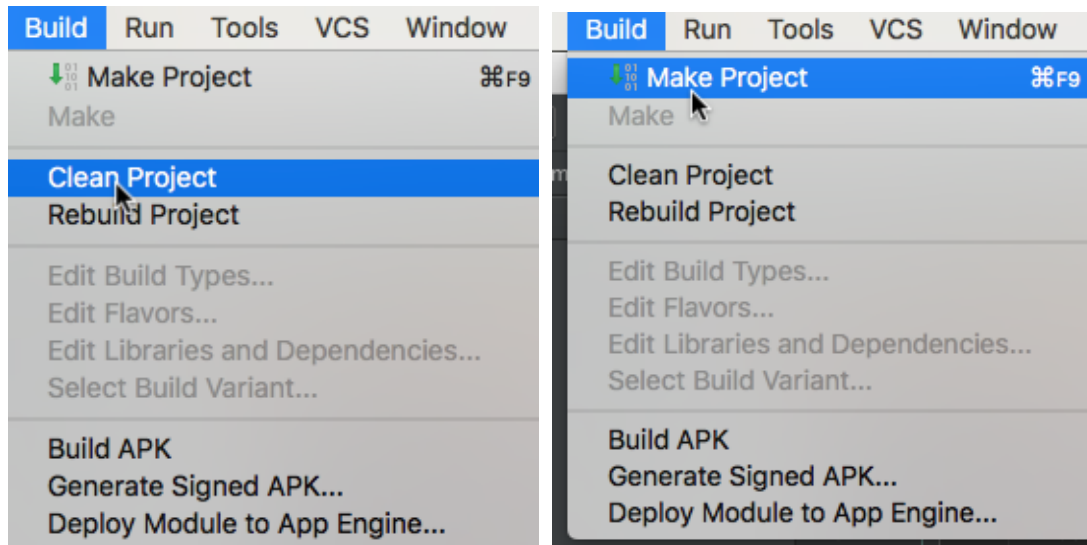 Build Run Tools VCS Window
Make Project ⌘F9
Make
Clean Project
Rebuild Project
Edit Build Types...
Edit Flavors...
Edit Libraries and Dependencies...
Select Build Variant...
Build APK
Generate Signed APK...
Deploy Module to App Engine...
Build Run Tools VCS Window
Make Project ⌘F9
Make
Clean Project
Rebuild Project
Edit Build Types...
Edit Flavors...
Edit Libraries and Dependencies...
Select Build Variant...
Build APK
Generate Signed APK...
Deploy Module to App Engine...